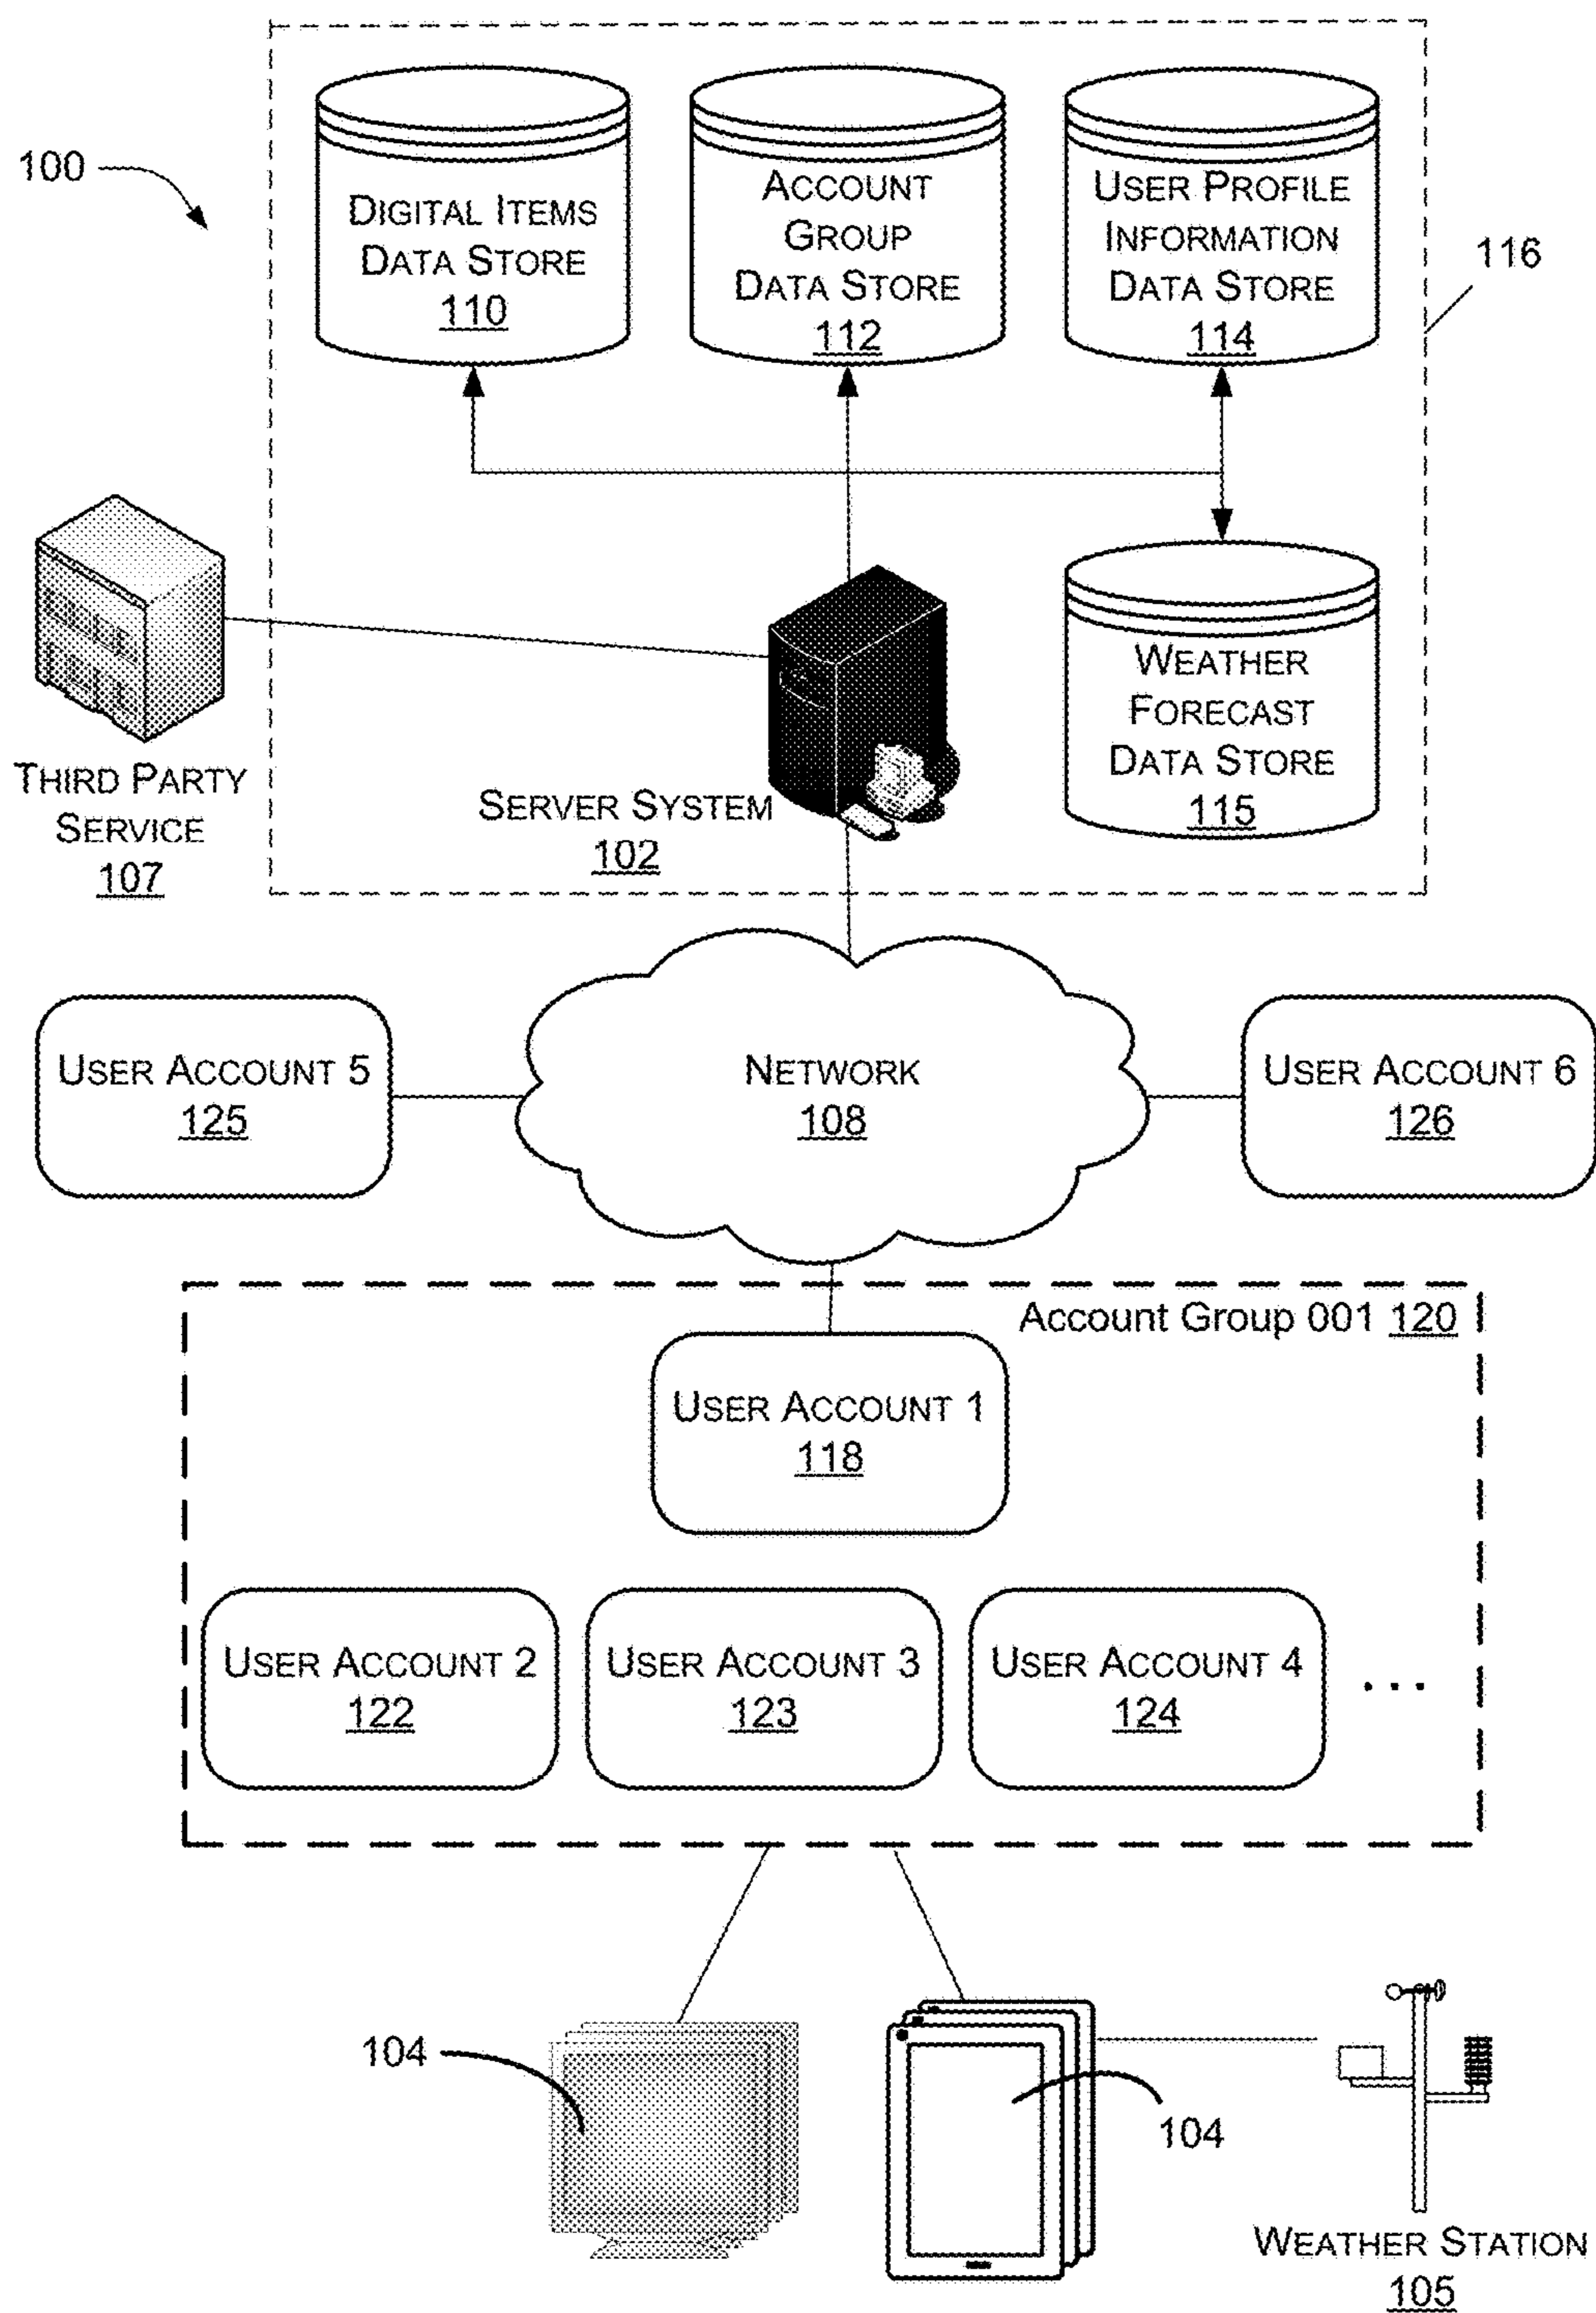 100
DIGITAL ITEMS
DATA STORE
110
ACCOUNT
GROUP
DATA STORE
112
USER PROFILE
INFORMATION
DATA STORE
114
116
THIRD PARTY
SERVICE
107
SERVER SYSTEM
102
WEATHER
FORECAST
DATA STORE
115
USER ACCOUNT 5
125
NETWORK
108
USER ACCOUNT 6
126
Account Group 001 120
USER ACCOUNT 1
118
USER ACCOUNT 2
122
USER ACCOUNT 3
123
USER ACCOUNT 4
124
...
104
104
WEATHER STATION
105